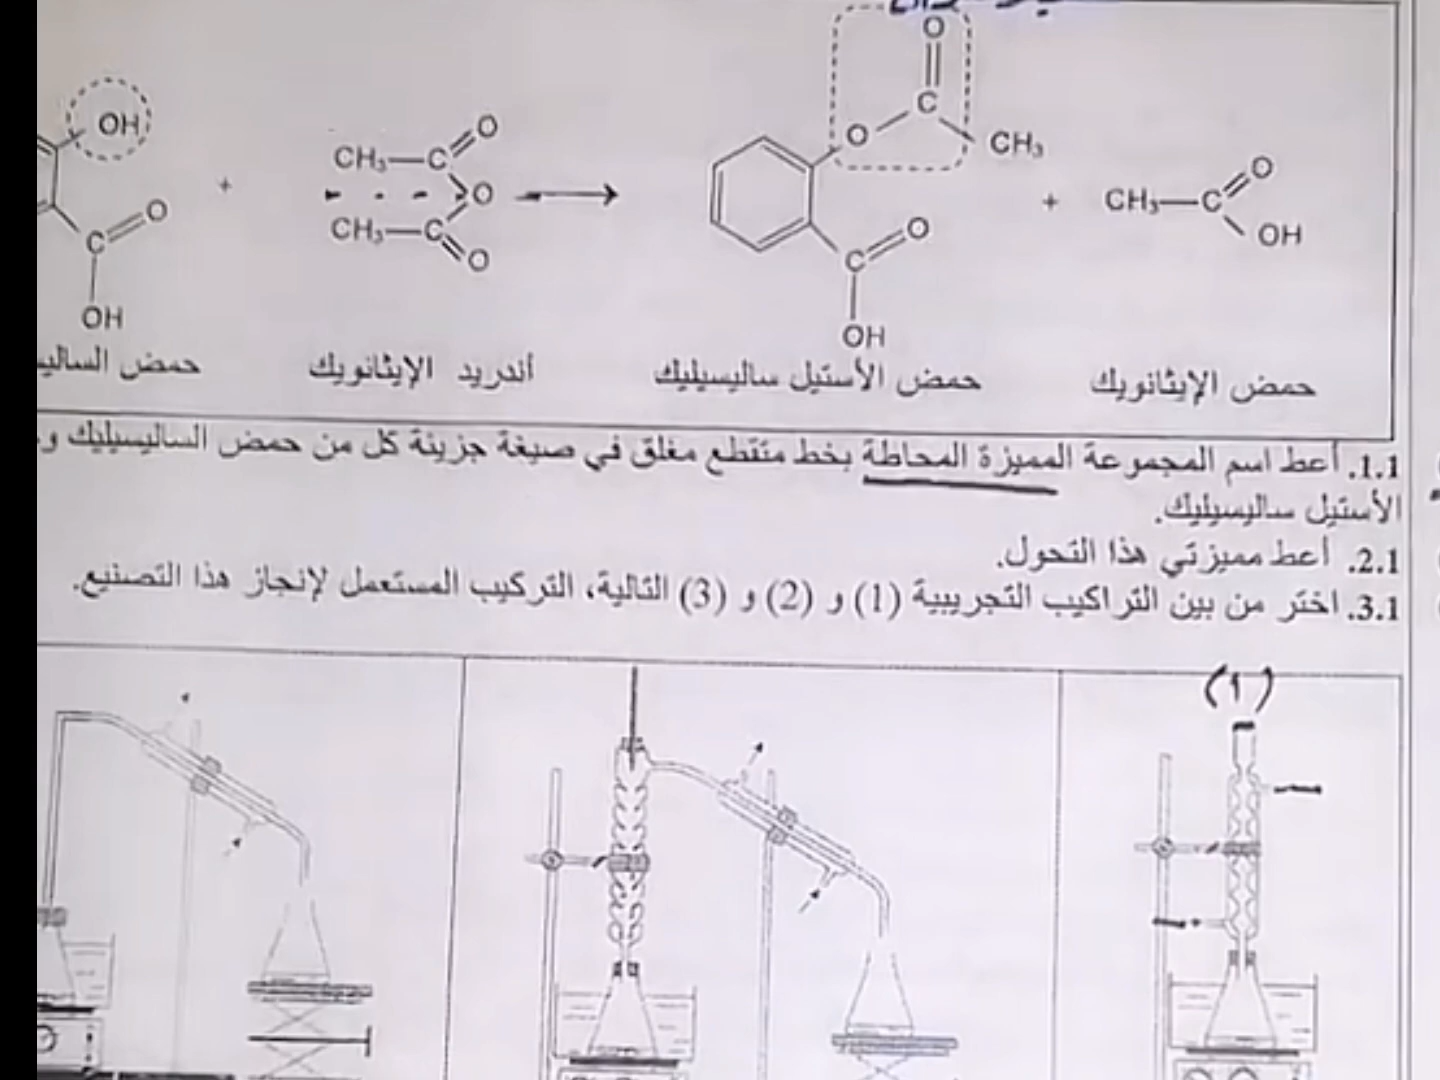 OH
O
C
OH
+
CH₃—C
O
O
CH₃—C
O
O
C
O
CH₃
O
C
OH
+
CH₃—C
O
OH
حمض الأستيل ساليسيليك
أندريد الإيثانويك
حمض
حمض الإيثانويك
1.1. أعط اسم المجموعة المميزة المحاطة بخط متقطع مغلق في صيغة جزيئة كل من حمض الساليسيليك و
الأستيل ساليسيليك.
2.1. أعط مميزتي هذا التحول.
3.1. اختر من بين التراكيب التجريبية (1) و (2) و (3) التالية، التركيب المستعمل لإنجاز هذا التصنيع.
(1)